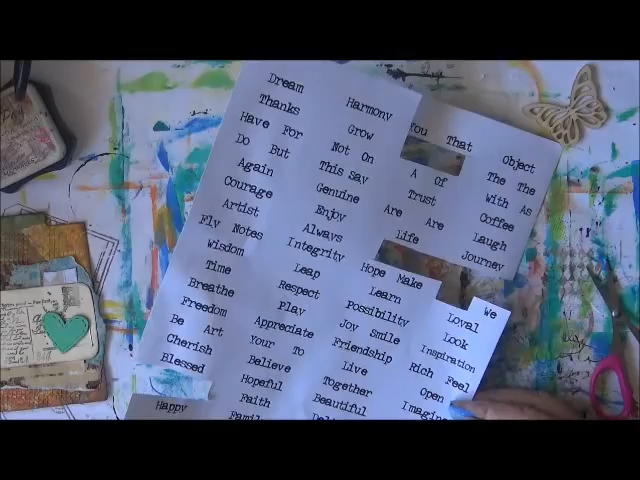 Dream
Thanks
Have For
Do But
Again
Courage
Artist
Fly Notes
Wisdom
Time
Breathe
Freedom
Be Art
Cherish
Blessed
Happy
Harmony
Grow
Not On
This Say
Genuine
Enjoy
Always
Integrity
Leap
Respect
Play
Appreciate
Your To
Believe
Hopeful
Faith
You That
A Of
Trust
Are Are
Life
Hope Make
Learn
Possibility
Joy Smile
Friendship
Live
Together
Beautiful
Object
The The
With As
Coffee
Laugh
Journey
We
Loyal
Look
Inspiration
Rich Feel
Open